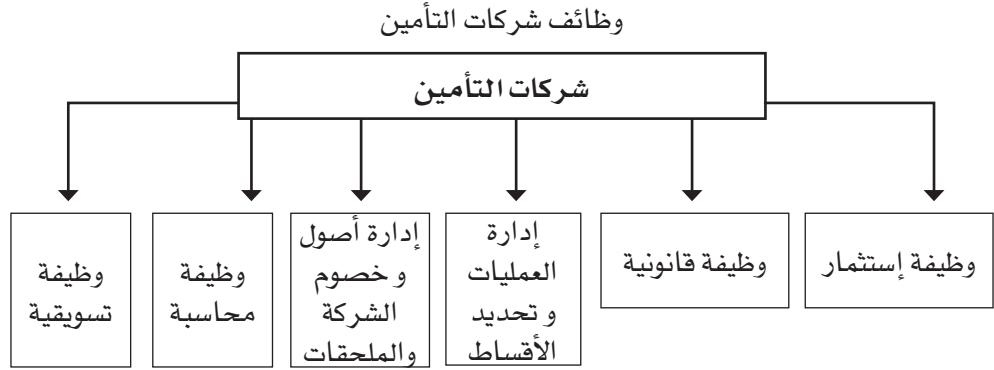 وظائف شركات التأمين
شركات التأمين
وظيفة إستثمار
وظيفة قانونية
إدارة
العمليات
و تحديد
الأقساط
إدارة أصول
و خصوم
الشركة
والملحقات
وظيفة
محاسبة
وظيفة
تسويقية